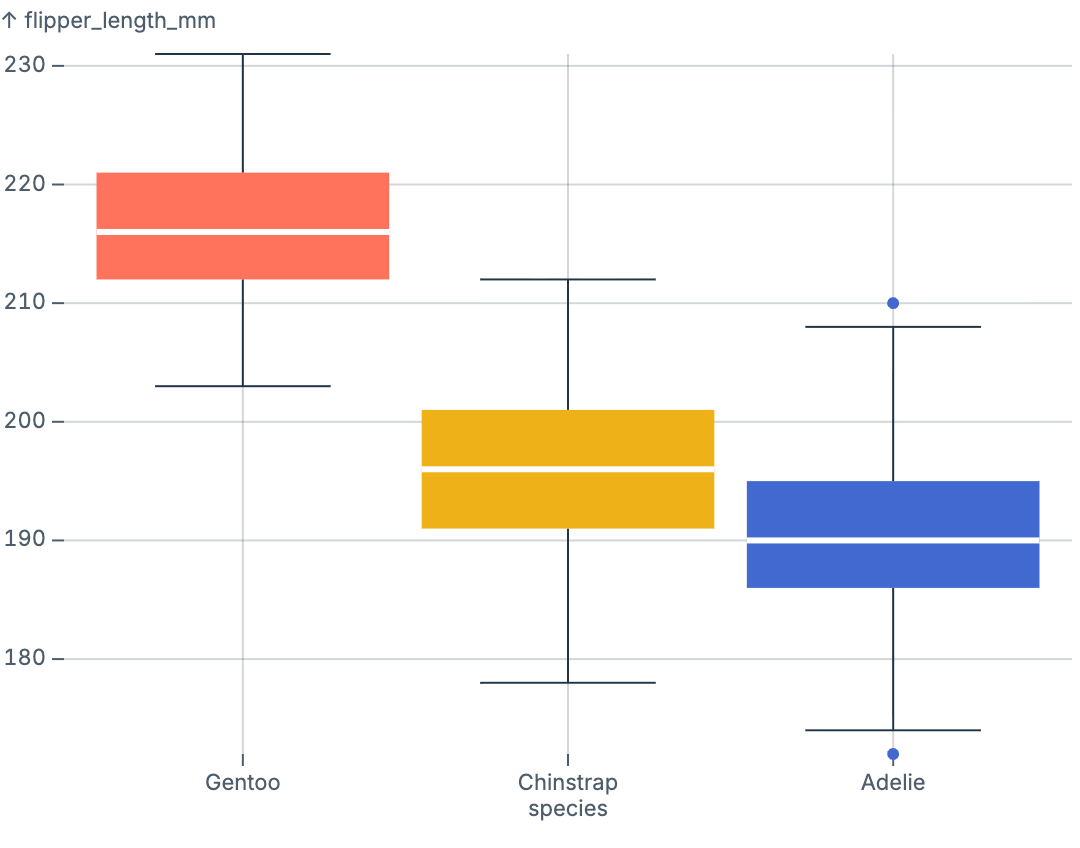 ↑ flipper_length_mm
230
220
210
200
190
180
Gentoo
Chinstrap
Adelie
species